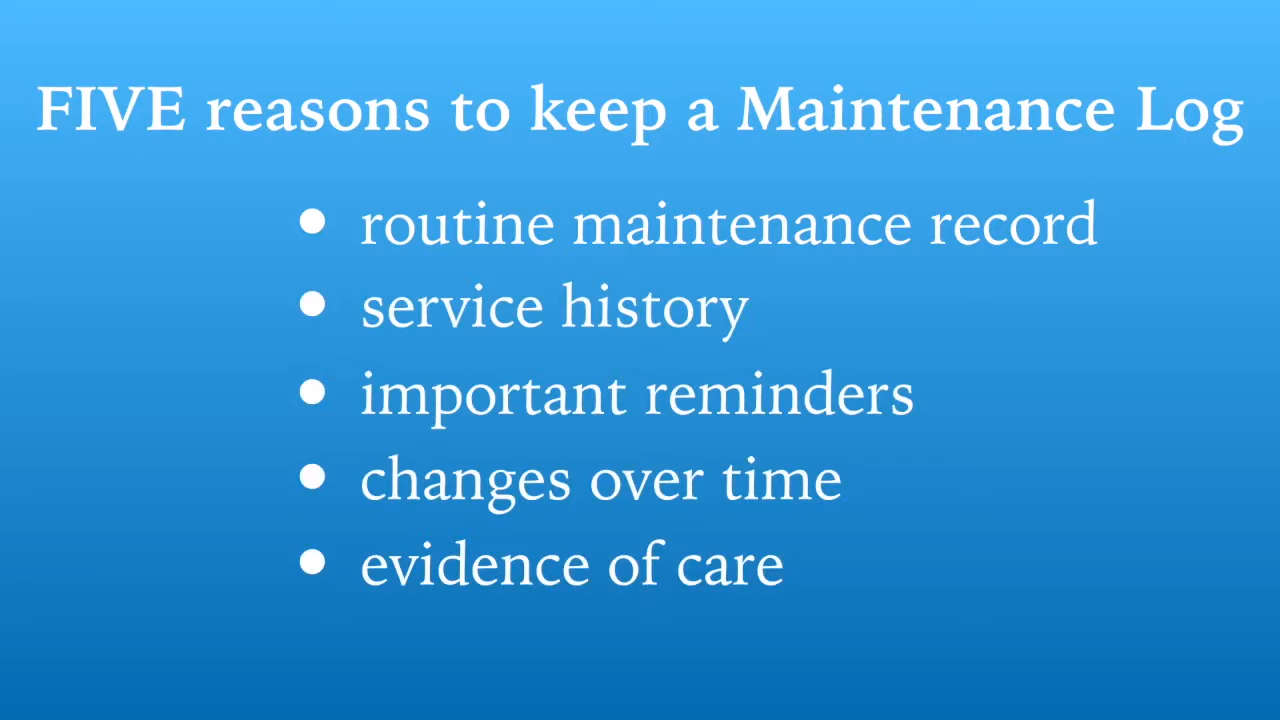 FIVE reasons to keep a Maintenance Log
• routine maintenance record
• service history
• important reminders
• changes over time
• evidence of care